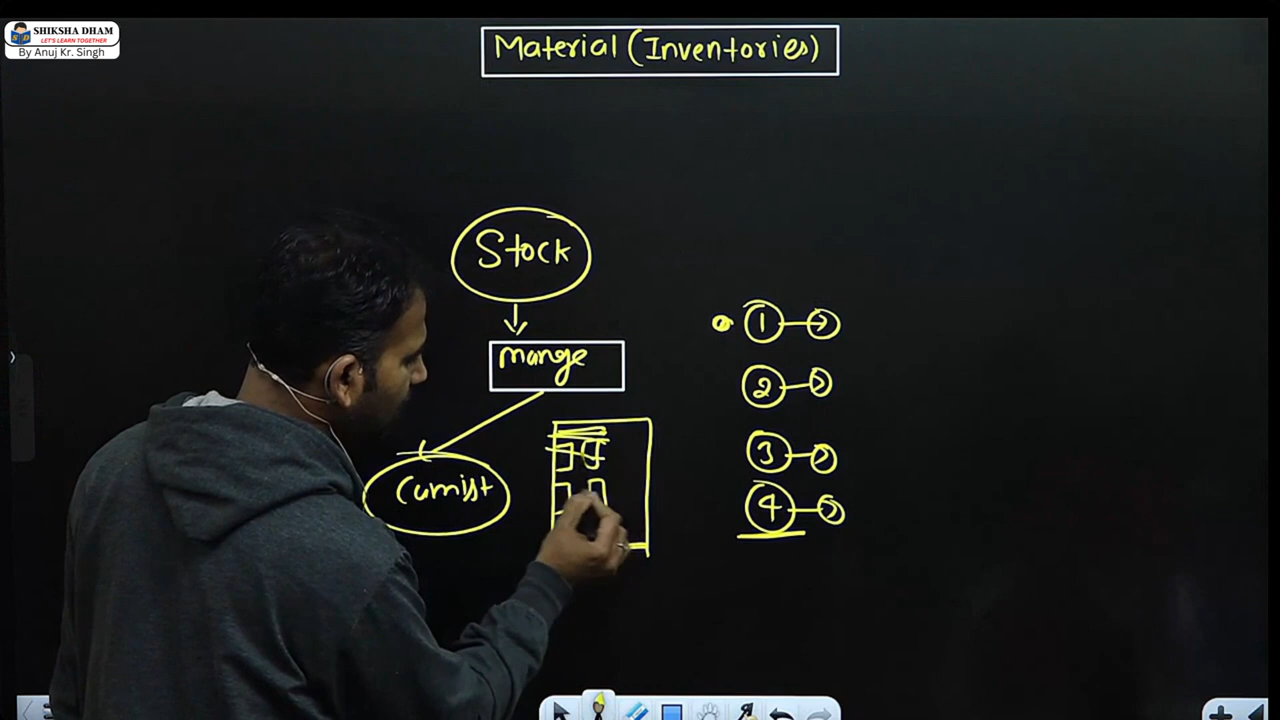 SHIKSHA DHAM
LET'S LEARN TOGETHER
By Anuj Kr. Singh
Material (Inventories)
Stock
mange
Cumist
1
2
3
4